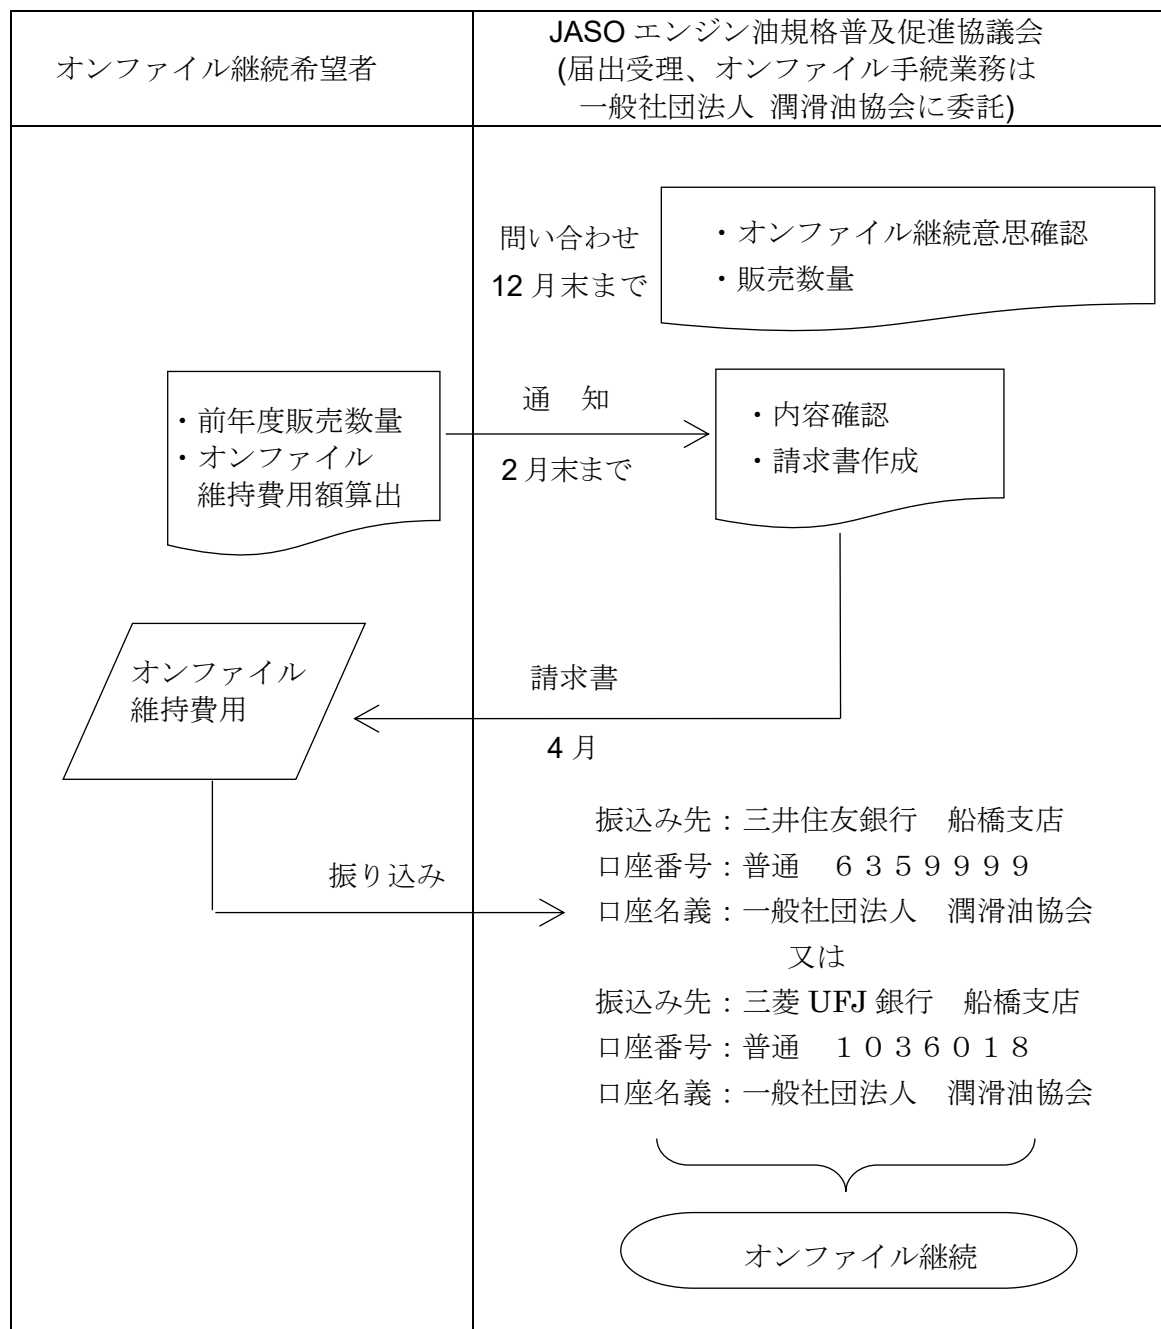 オンファイル継続希望者
JASO エンジン油規格普及促進協議会
(届出受理、オンファイル手続業務は
一般社団法人 潤滑油協会に委託)
問い合わせ
12 月末まで
・オンファイル継続意思確認
・販売数量
・前年度販売数量
・オンファイル
維持費用額算出
通　知
2 月末まで
・内容確認
・請求書作成
オンファイル
維持費用
請求書
4 月
振り込み
振込み先：三井住友銀行　船橋支店
口座番号：普通　６３５９９９９
口座名義：一般社団法人　潤滑油協会
又は
振込み先：三菱 UFJ 銀行　船橋支店
口座番号：普通　１０３６０１８
口座名義：一般社団法人　潤滑油協会
オンファイル継続